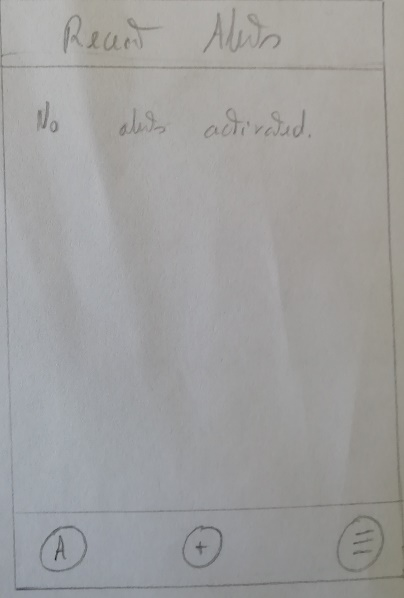 Recent Alerts
No alerts activated.
A +